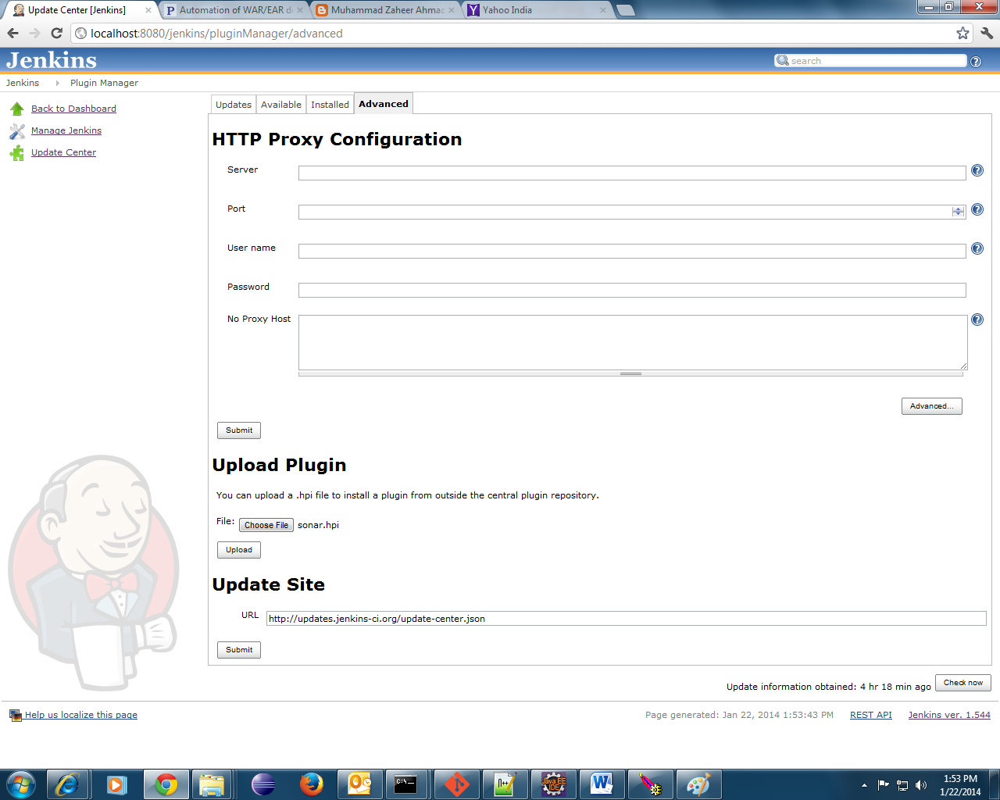 Update Center [Jenkins]
Automation of WAR/EAR d
Muhammad Zaheer Ahmad
Yahoo India
localhost:8080/jenkins/pluginManager/advanced
Jenkins
search
Jenkins
Plugin Manager
Back to Dashboard
Manage Jenkins
Update Center
Updates
Available
Installed
Advanced
HTTP Proxy Configuration
Server
Port
User name
Password
No Proxy Host
Advanced...
Submit
Upload Plugin
You can upload a .hpi file to install a plugin from outside the central plugin repository.
File: Choose File sonar.hpi
Upload
Update Site
URL http://updates.jenkins-ci.org/update-center.json
Submit
Update information obtained: 4 hr 18 min ago Check now
Help us localize this page
Page generated: Jan 22, 2014 1:53:43 PM
REST API
Jenkins ver. 1.544
C:\_
Java EE
IDE
1:53 PM
1/22/2014